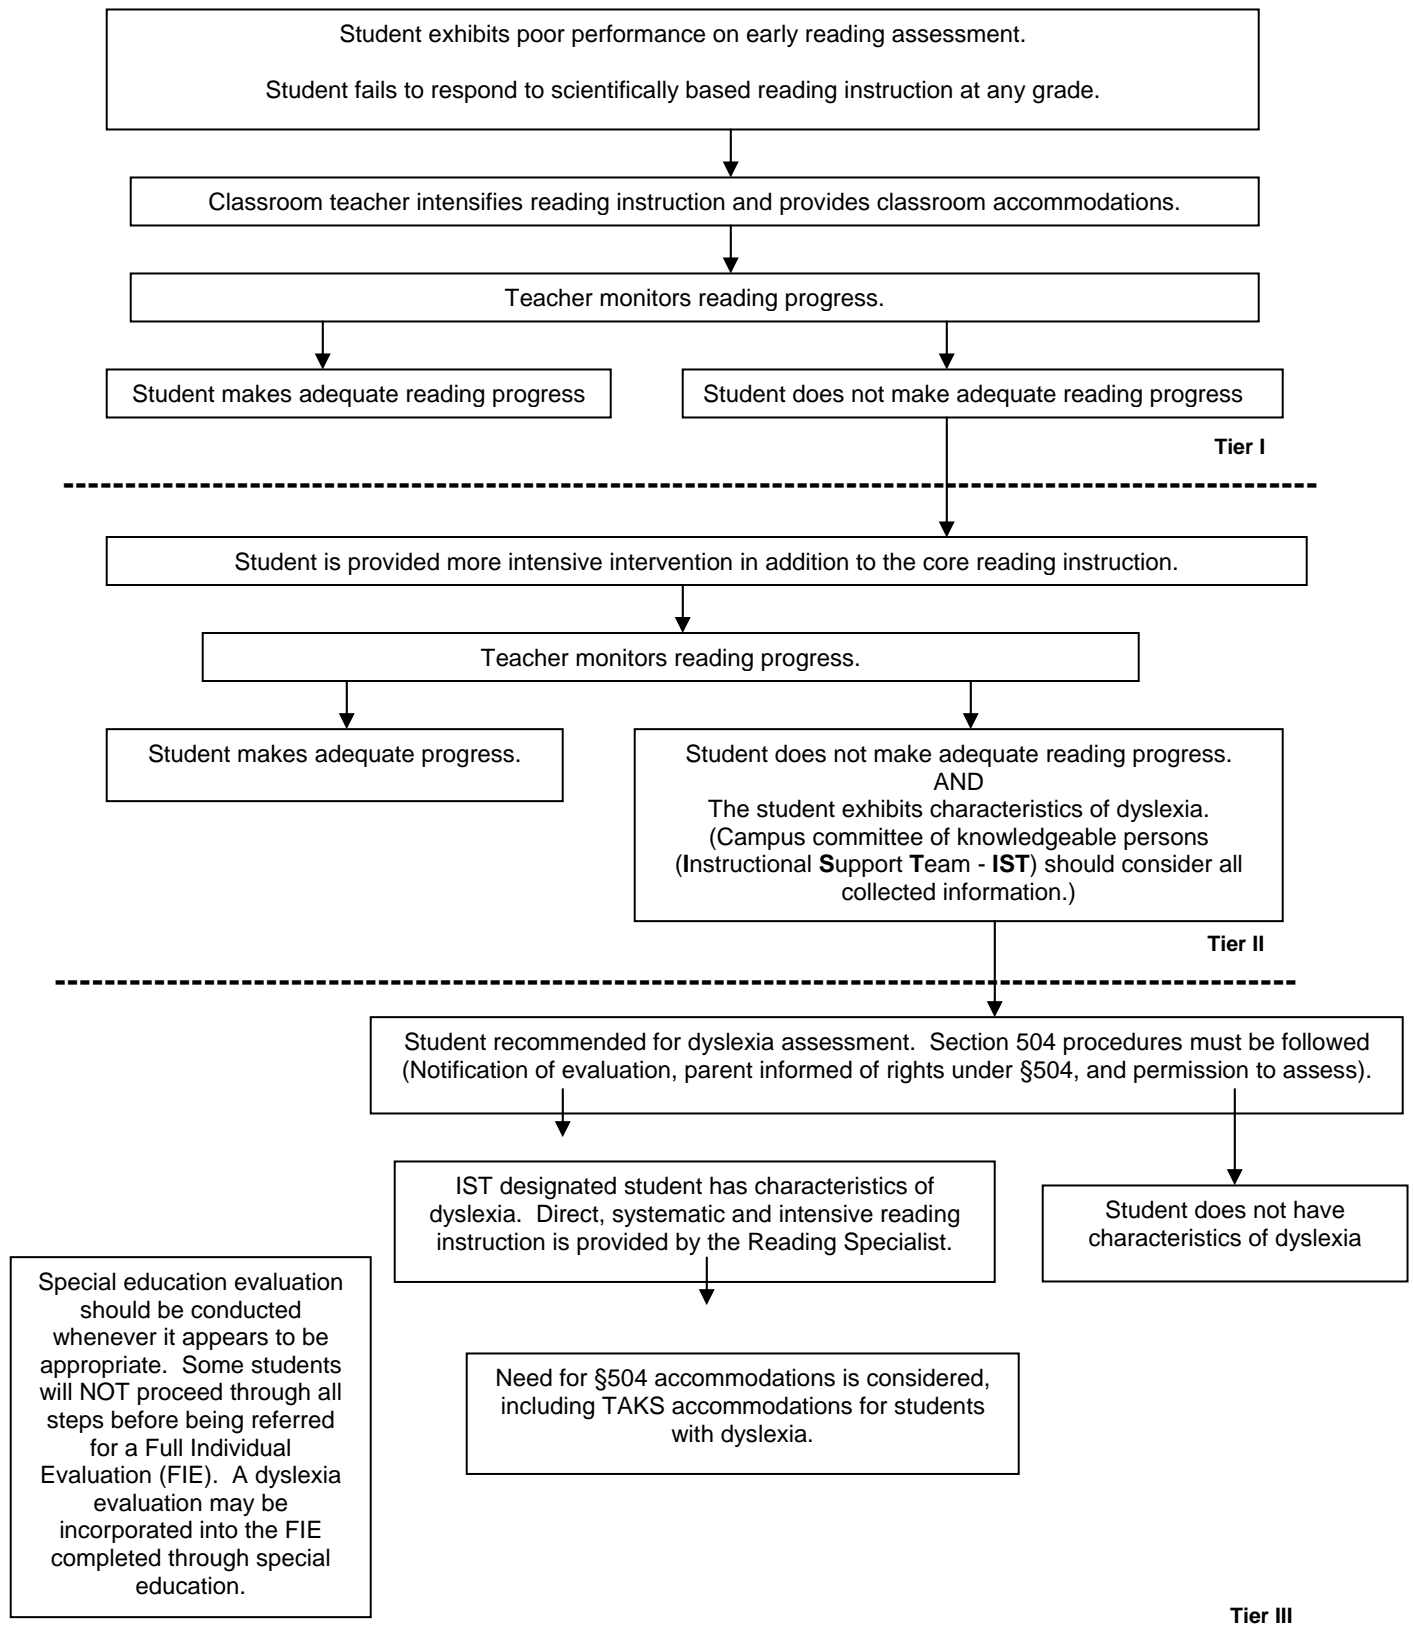 Student exhibits poor performance on early reading assessment.
Student fails to respond to scientifically based reading instruction at any grade.
Classroom teacher intensifies reading instruction and provides classroom accommodations.
Teacher monitors reading progress.
Student makes adequate reading progress
Student does not make adequate reading progress
Tier I
Student is provided more intensive intervention in addition to the core reading instruction.
Teacher monitors reading progress.
Student makes adequate progress.
Student does not make adequate reading progress.
AND
The student exhibits characteristics of dyslexia.
(Campus committee of knowledgeable persons
(Instructional Support Team - IST) should consider all
collected information.)
Tier II
Student recommended for dyslexia assessment.  Section 504 procedures must be followed
(Notification of evaluation, parent informed of rights under §504, and permission to assess).
IST designated student has characteristics of
dyslexia.  Direct, systematic and intensive reading
instruction is provided by the Reading Specialist.
Student does not have
characteristics of dyslexia
Special education evaluation
should be conducted
whenever it appears to be
appropriate.  Some students
will NOT proceed through all
steps before being referred
for a Full Individual
Evaluation (FIE).  A dyslexia
evaluation may be
incorporated into the FIE
completed through special
education.
Need for §504 accommodations is considered,
including TAKS accommodations for students
with dyslexia.
Tier III